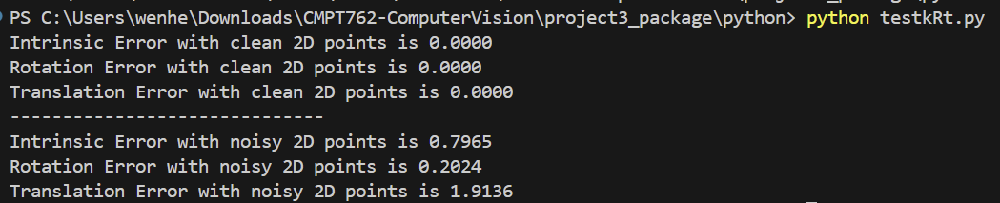 PS C:\Users\wenhe\Downloads\CMPT762-ComputerVision\project3_package\python> python testkRt.py
Intrinsic Error with clean 2D points is 0.0000
Rotation Error with clean 2D points is 0.0000
Translation Error with clean 2D points is 0.0000
------------------------------
Intrinsic Error with noisy 2D points is 0.7965
Rotation Error with noisy 2D points is 0.2024
Translation Error with noisy 2D points is 1.9136